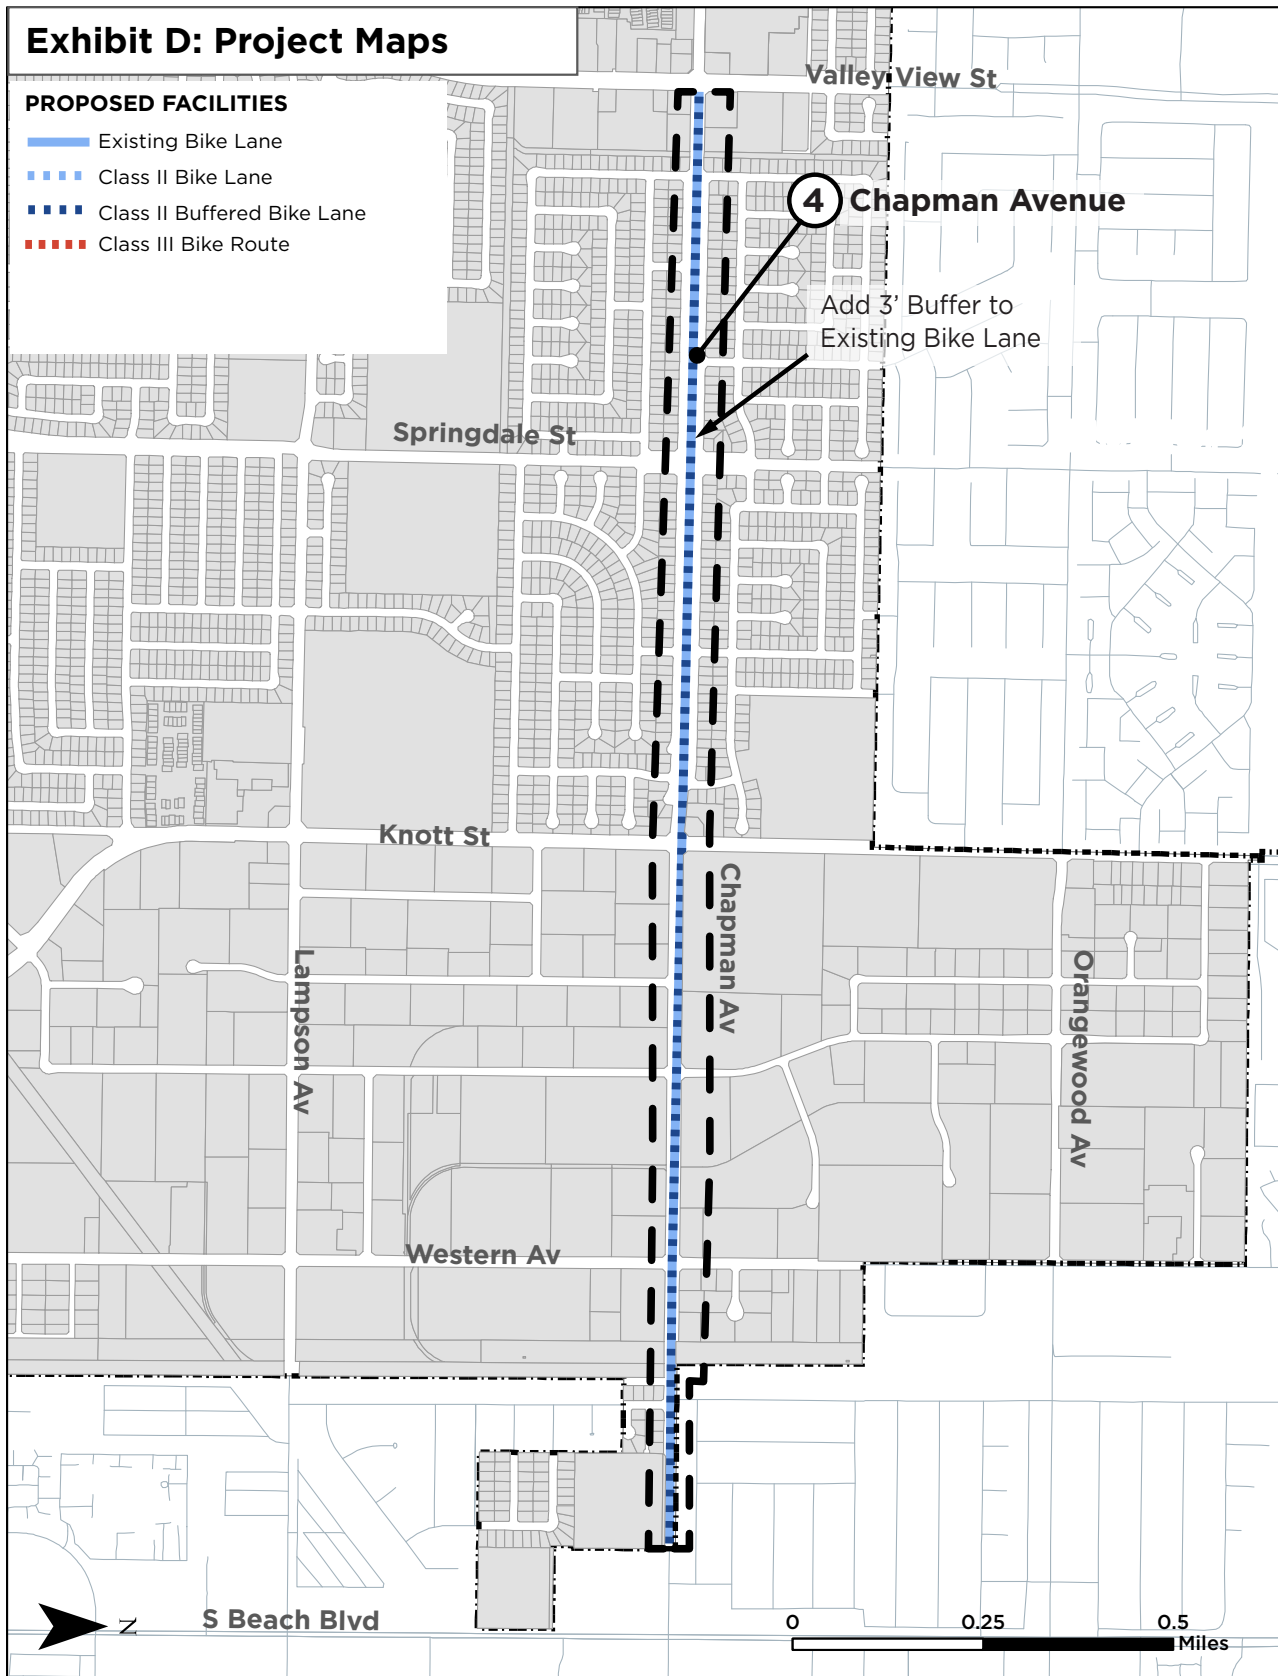 Exhibit D: Project Maps
PROPOSED FACILITIES
Existing Bike Lane
Class II Bike Lane
Class II Buffered Bike Lane
Class III Bike Route
Valley View St
4 Chapman Avenue
Add 3' Buffer to
Existing Bike Lane
Springdale St
Knott St
Chapman Av
Lampson Av
Orangewood Av
Western Av
S Beach Blvd
N
0 0.25 0.5
Miles